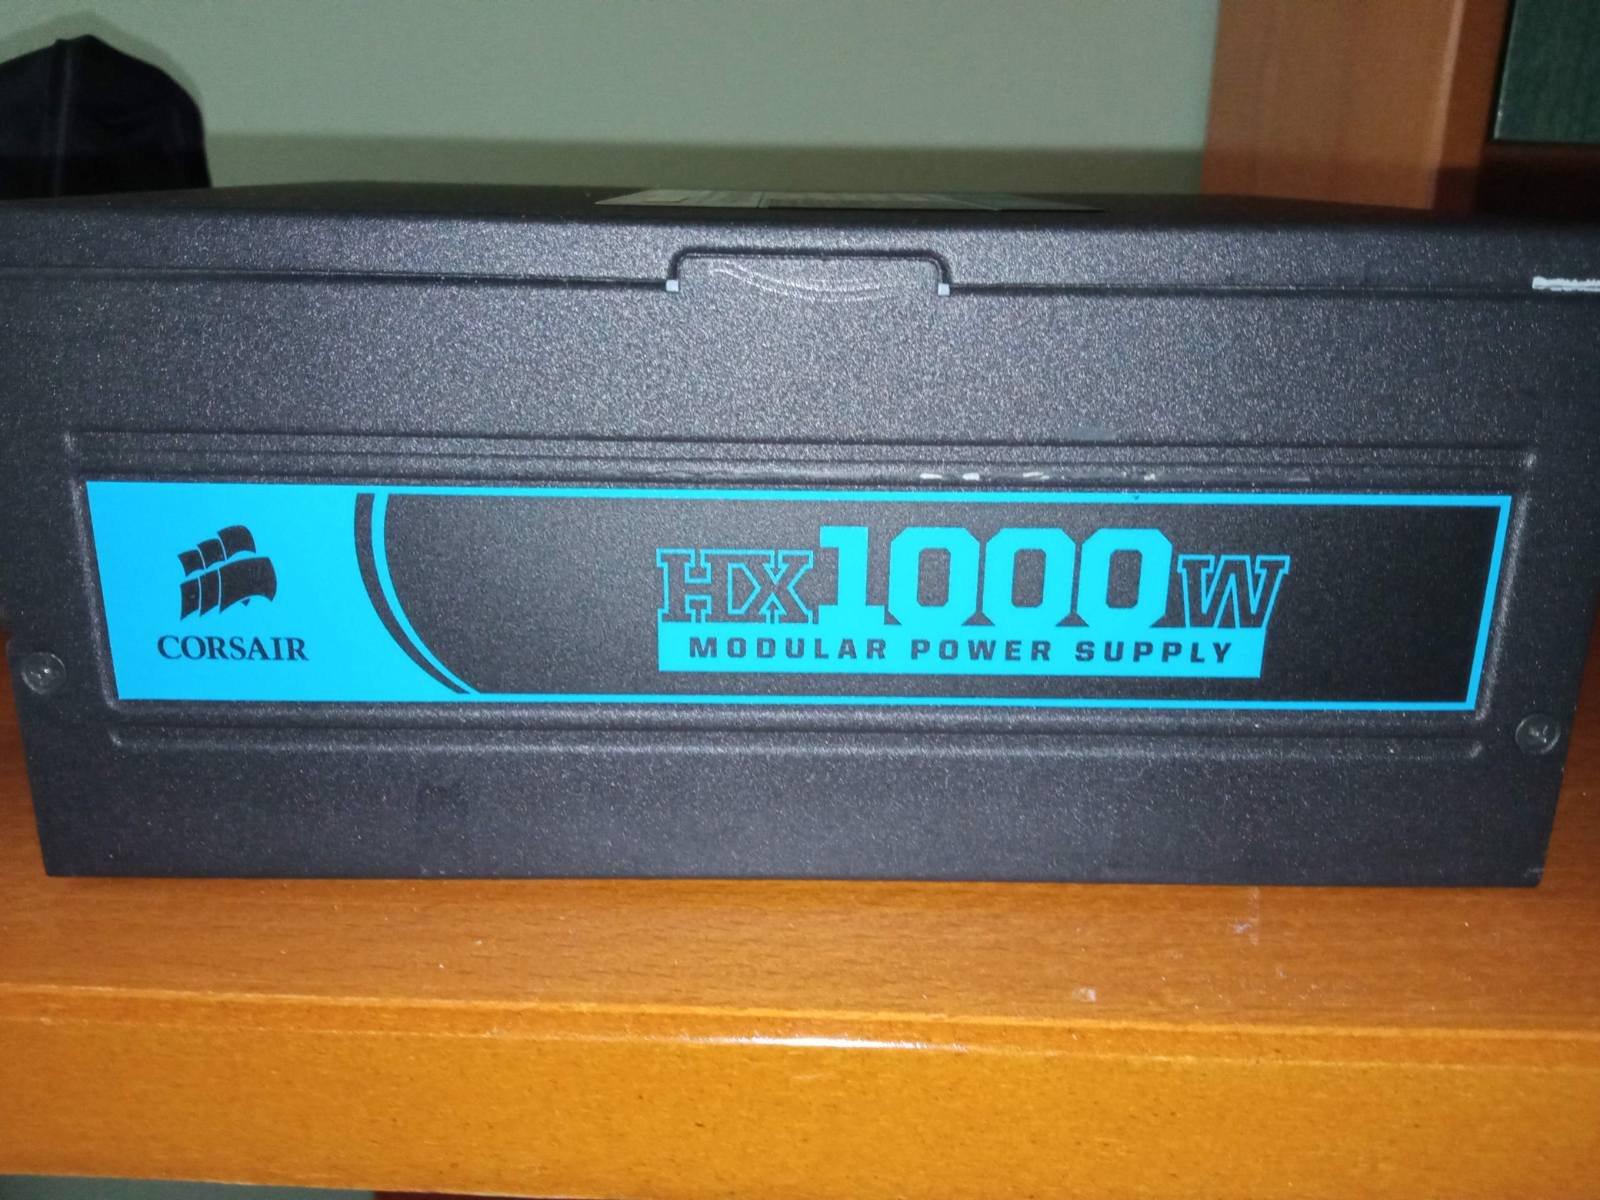 CORSAIR
HX1000W
MODULAR POWER SUPPLY